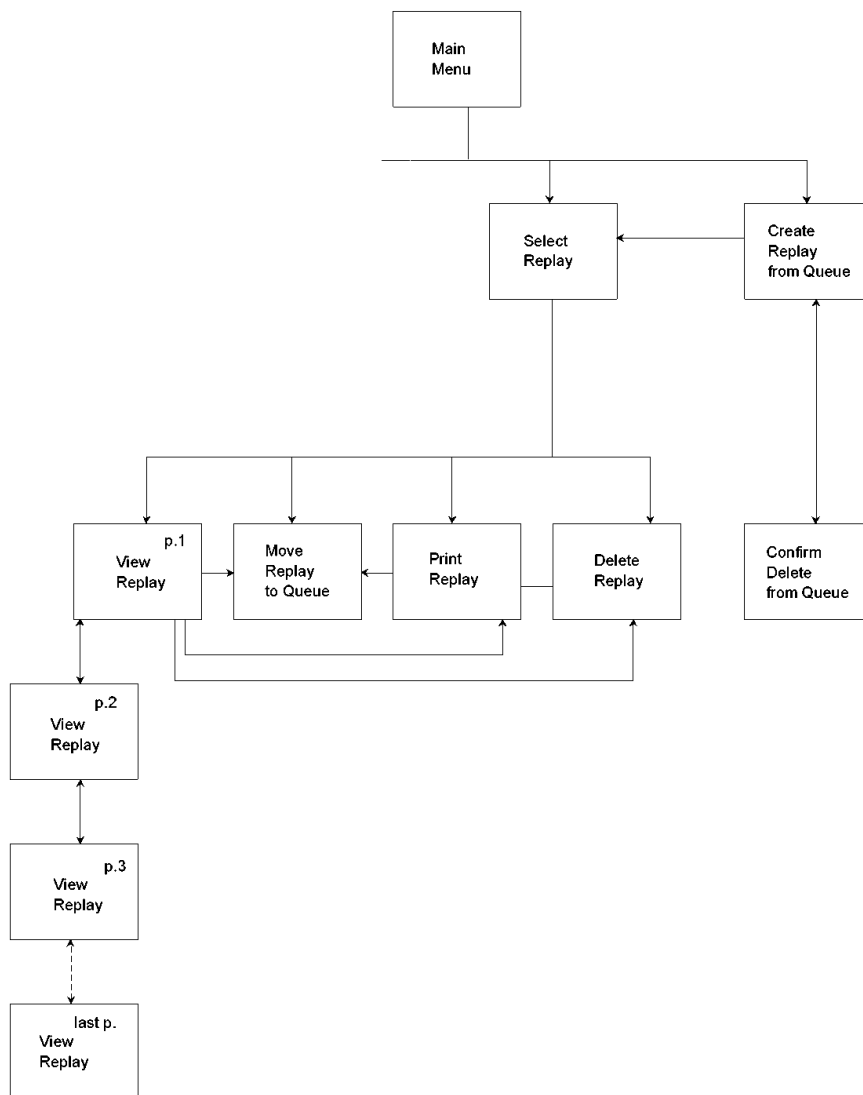 Main
Menu
Select
Replay
Create
Replay
from Queue
p.1
View
Replay
Move
Replay
to Queue
Print
Replay
Delete
Replay
Confirm
Delete
from Queue
p.2
View
Replay
p.3
View
Replay
last p.
View
Replay